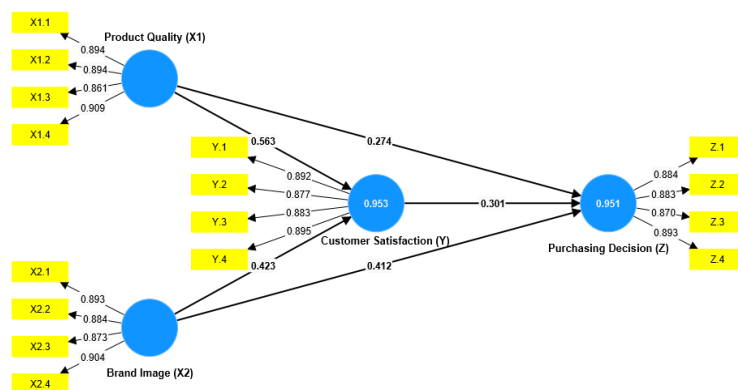 X1.1
Product Quality (X1)
0.894
X1.2
0.894
X1.3
0.861
0.909
X1.4
0.563
0.274
Y.1
Z.1
0.892
0.884
Y.2
0.877
Z.2
0.883
0.953
0.301
0.951
Y.3
0.883
Z.3
0.870
0.895
0.893
Customer Satisfaction (Y)
Purchasing Decision (Z)
Y.4
Z.4
0.423
0.412
X2.1
0.893
X2.2
0.884
X2.3
0.873
0.904
Brand Image (X2)
X2.4